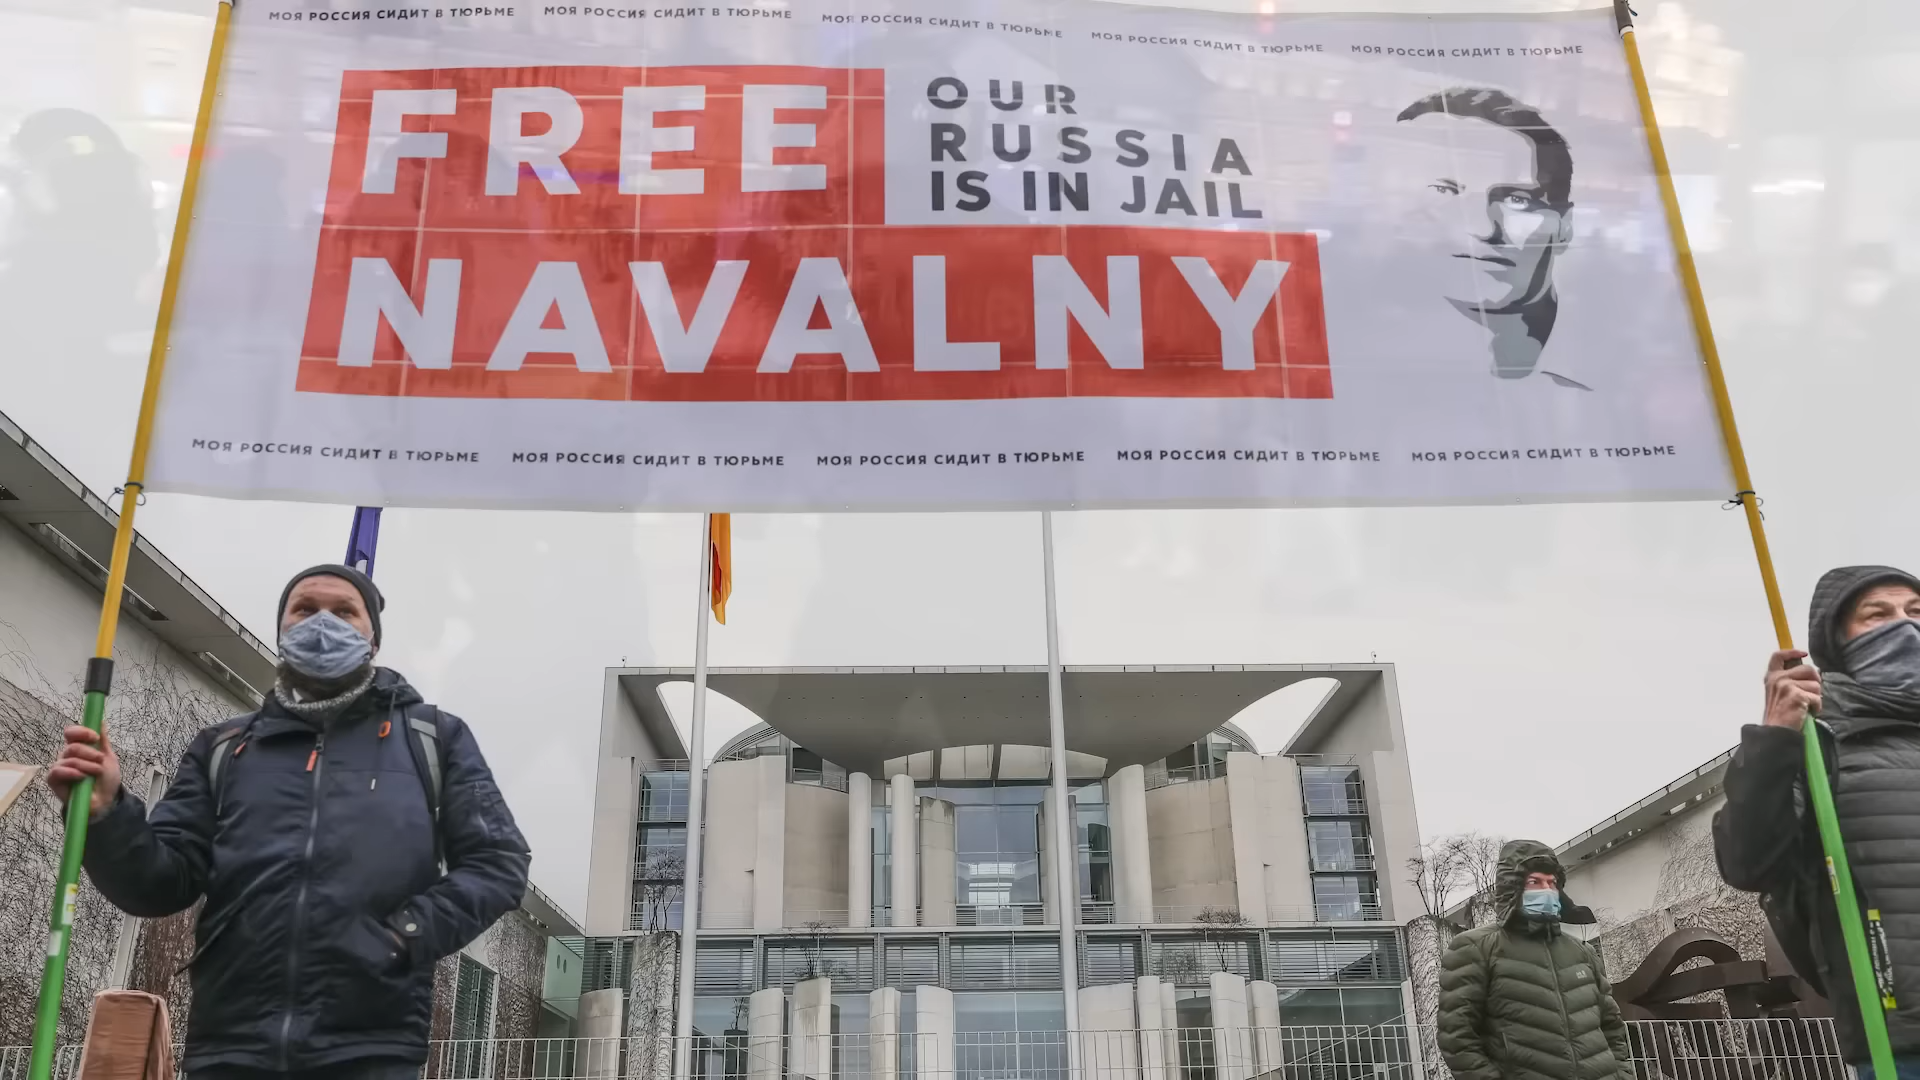 МОЯ РОССИЯ СИДИТ В ТЮРЬМЕ МОЯ РОССИЯ СИДИТ В ТЮРЬМЕ МОЯ РОССИЯ СИДИТ В ТЮРЬМЕ МОЯ РОССИЯ СИДИТ В ТЮРЬМЕ МОЯ РОССИЯ СИДИТ В ТЮРЬМЕ
FREE
OUR
RUSSIA
IS IN JAIL
NAVALNY
МОЯ РОССИЯ СИДИТ В ТЮРЬМЕ МОЯ РОССИЯ СИДИТ В ТЮРЬМЕ МОЯ РОССИЯ СИДИТ В ТЮРЬМЕ МОЯ РОССИЯ СИДИТ В ТЮРЬМЕ МОЯ РОССИЯ СИДИТ В ТЮРЬМЕ